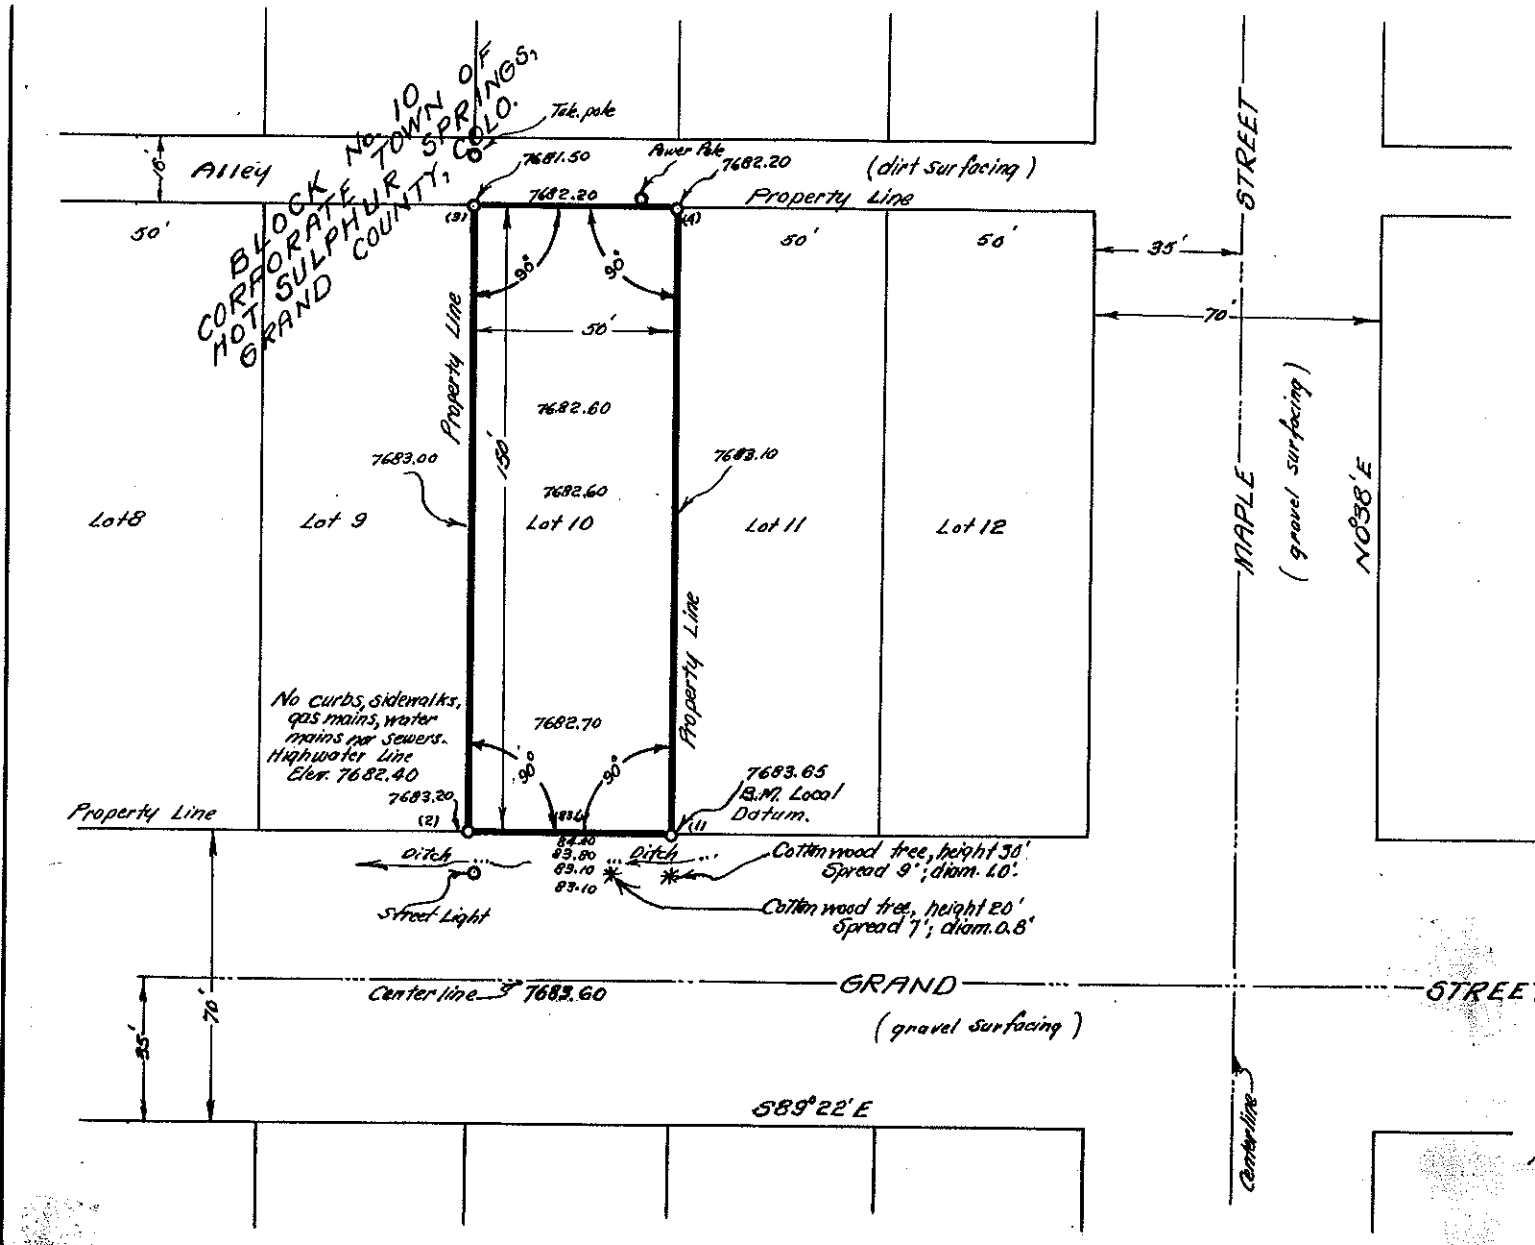 BLOCK No. 10
CORPORATE TOWN OF
HOT SULPHUR SPRINGS,
GRAND COUNTY, COLO.
Tele. pole
16'
Alley
7681.50
Power Pole
7682.20
(dirt surfacing)
7682.20
Property Line
(3)
(4)
50'
50'
50'
90°
90°
35'
STREET
50'
70'
Property Line
150'
7682.60
7683.00
7683.10
7682.60
Lot 8
Lot 9
Lot 10
Lot 11
Lot 12
MAPLE
(gravel surfacing)
N0°38'E
Property Line
No curbs, sidewalks,
gas mains, water
mains nor sewers.
Highwater Line
Elev. 7682.40
7682.70
90°
90°
7683.20
(2)
7683.65
B.M. Local
Datum.
(1)
Property Line
84.20
83.80
83.10
83.10
Ditch
Ditch
Cottonwood tree, height 30'
Spread 9'; diam. 1.0'.
Cottonwood tree, height 20'
Spread 7'; diam. 0.8'
Street Light
Centerline
7683.60
GRAND
STREET
(gravel surfacing)
35'
70'
S89°22'E
Centerline